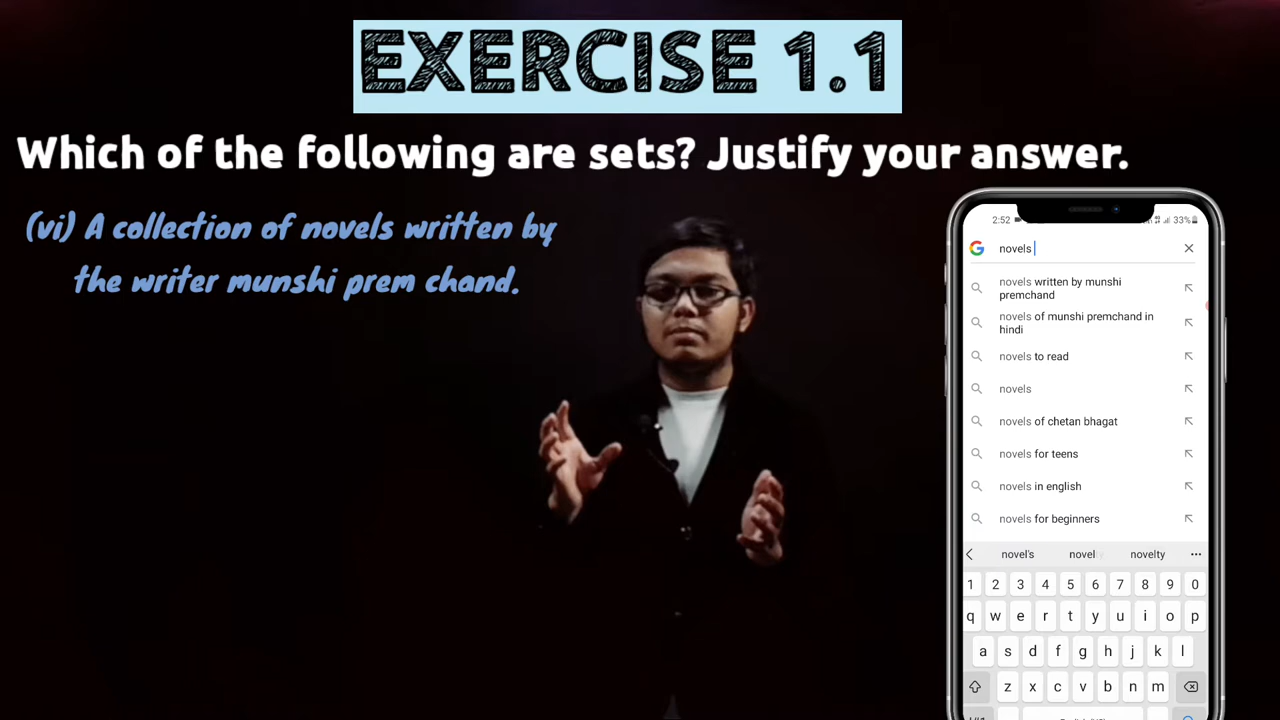 EXERCISE 1.1
Which of the following are sets? Justify your answer.
(vi) A collection of novels written by
the writer munshi prem chand.
2:52
33%
novels
novels written by munshi
premchand
novels of munshi premchand in
hindi
novels to read
novels
novels of chetan bhagat
novels for teens
novels in english
novels for beginners
novel's novel novelty
1 2 3 4 5 6 7 8 9 0
q w e r t y u i o p
a s d f g h j k l
z x c v b n m